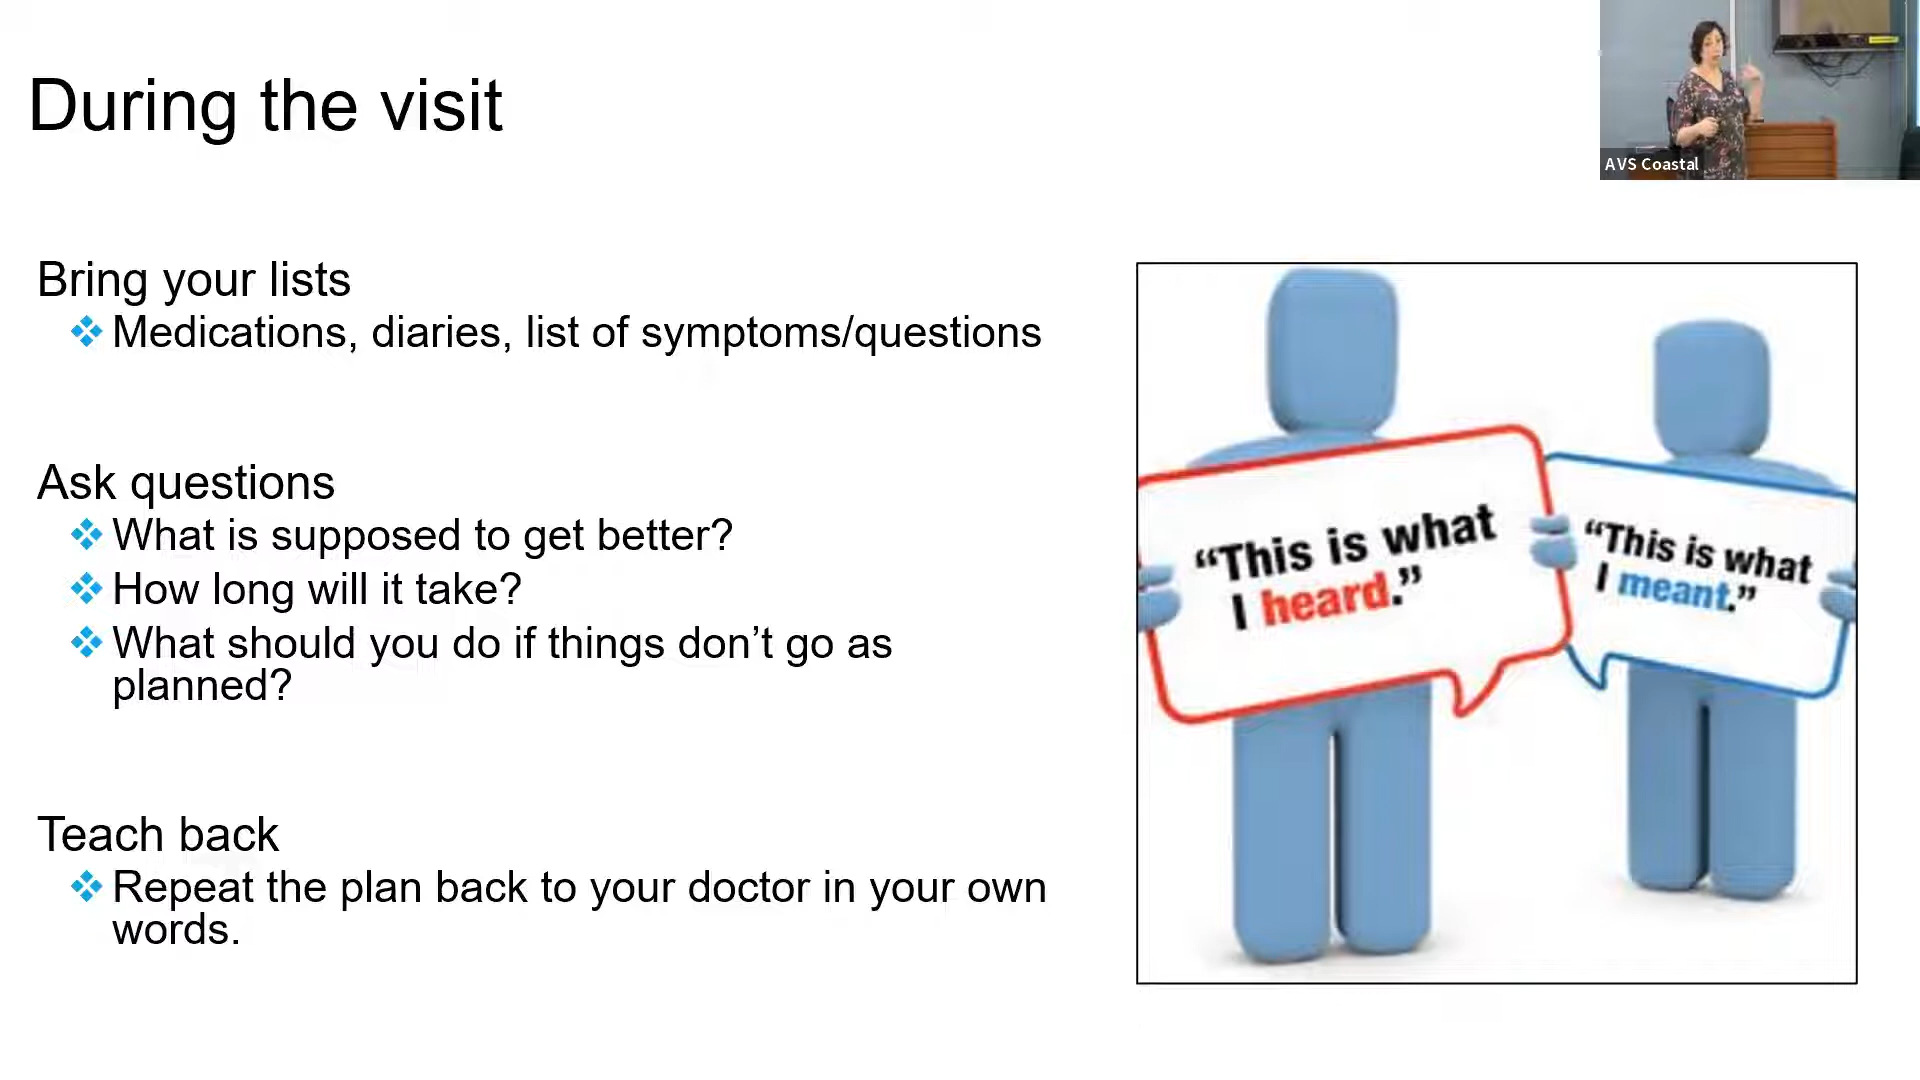 During the visit
AVS Coastal
Bring your lists
Medications, diaries, list of symptoms/questions
Ask questions
What is supposed to get better?
How long will it take?
What should you do if things don’t go as
planned?
Teach back
Repeat the plan back to your doctor in your own
words.
“This is what
I heard.”
“This is what
I meant.”